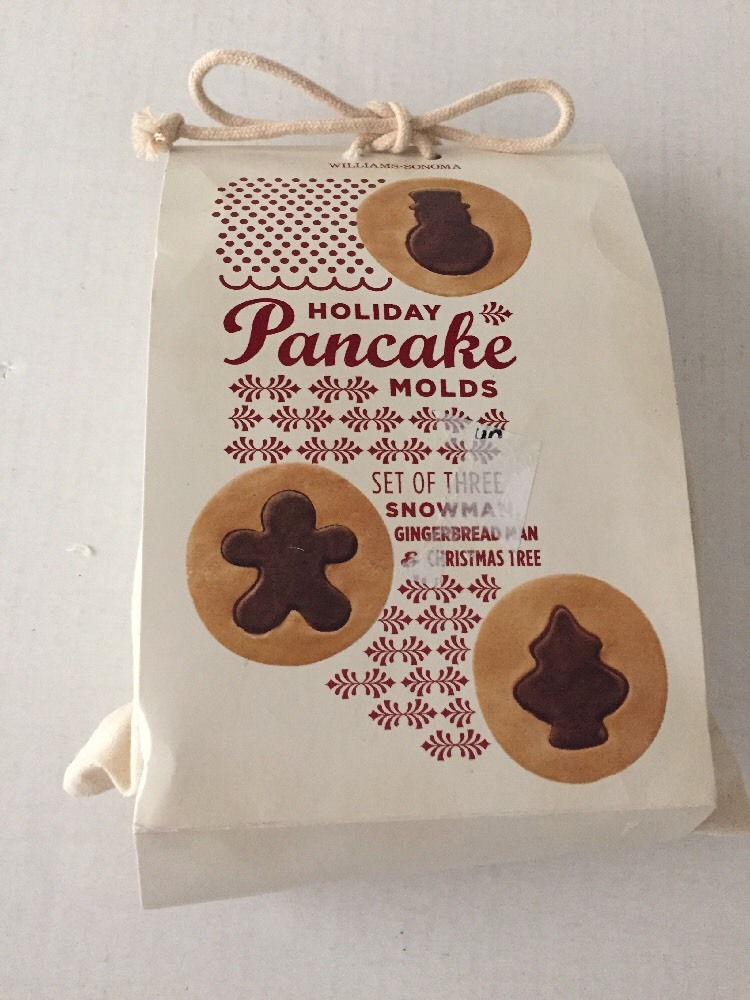 WILLIAMS-SONOMA
HOLIDAY
Pancake
MOLDS
SET OF THREE
SNOWMAN,
GINGERBREAD MAN
& CHRISTMAS TREE